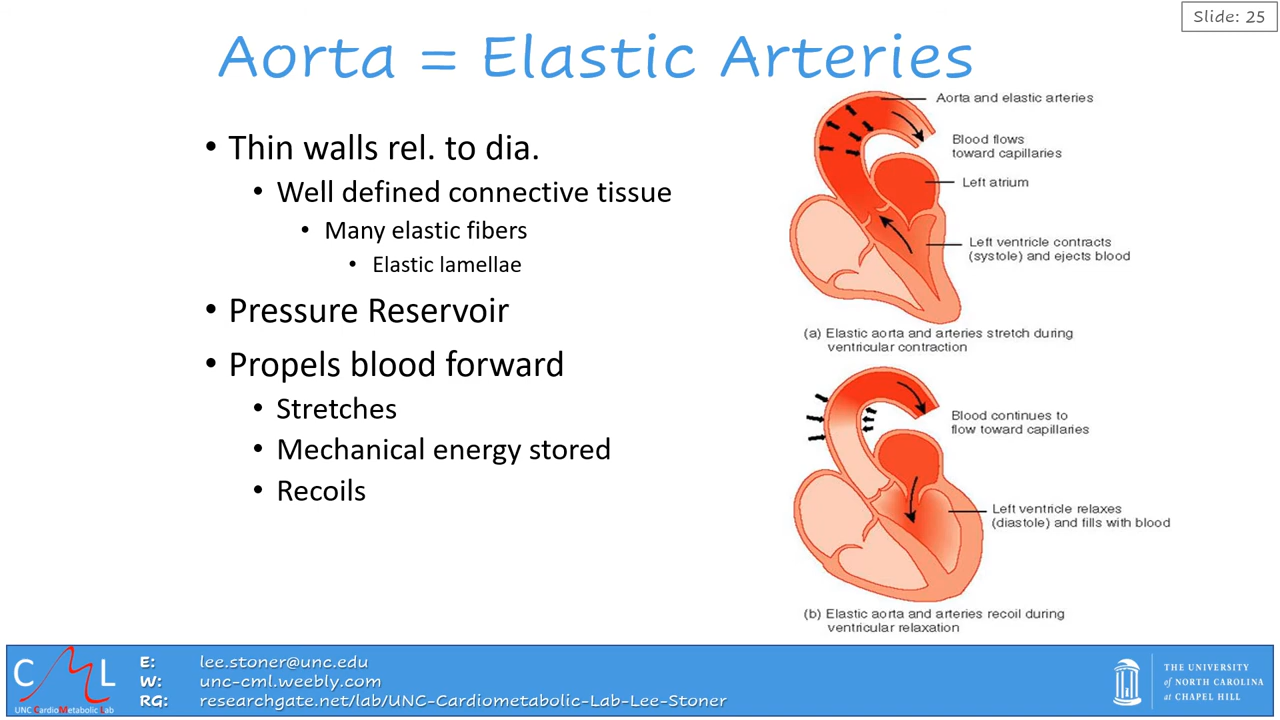 Slide: 25
Aorta = Elastic Arteries
• Thin walls rel. to dia.
• Well defined connective tissue
• Many elastic fibers
• Elastic lamellae
• Pressure Reservoir
• Propels blood forward
• Stretches
• Mechanical energy stored
• Recoils
Aorta and elastic arteries
Blood flows
toward capillaries
Left atrium
Left ventricle contracts
(systole) and ejects blood
(a) Elastic aorta and arteries stretch during
ventricular contraction
Blood continues to
flow toward capillaries
Left ventricle relaxes
(diastole) and fills with blood
(b) Elastic aorta and arteries recoil during
ventricular relaxation
C M L
UNC CardioMetabolic Lab
E: lee.stoner@unc.edu
W: unc-cml.weebly.com
RG: researchgate.net/lab/UNC-Cardiometabolic-Lab-Lee-Stoner
THE UNIVERSITY
of NORTH CAROLINA
at CHAPEL HILL